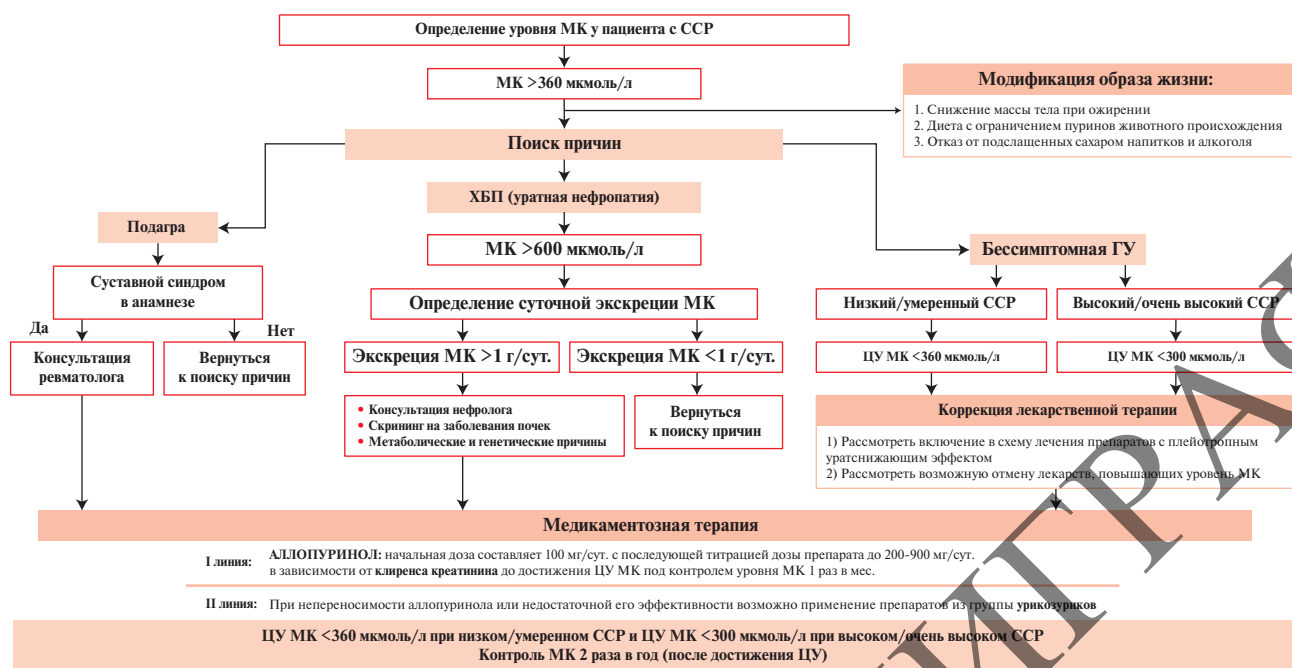 Определение уровня МК у пациента с ССР
МК >360 мкмоль/л
Модификация образа жизни:
1. Снижение массы тела при ожирении
2. Диета с ограничением пуринов животного происхождения
3. Отказ от подслащенных сахаром напитков и алкоголя
Поиск причин
Подагра
Суставной синдром
в анамнезе
Да
Нет
Консультация
ревматолога
Вернуться
к поиску причин
ХБП (уратная нефропатия)
МК >600 мкмоль/л
Определение суточной экскреции МК
Экскреция МК >1 г/сут.
Экскреция МК <1 г/сут.
• Консультация нефролога
• Скрининг на заболевания почек
• Метаболические и генетические причины
Вернуться
к поиску причин
Бессимптомная ГУ
Низкий/умеренный ССР
Высокий/очень высокий ССР
ЦУ МК <360 мкмоль/л
ЦУ МК <300 мкмоль/л
Коррекция лекарственной терапии
1) Рассмотреть включение в схему лечения препаратов с плейотропным
уратснижающим эффектом
2) Рассмотреть возможную отмену лекарств, повышающих уровень МК
Медикаментозная терапия
I линия: АЛЛОПУРИНОЛ: начальная доза составляет 100 мг/сут. с последующей титрацией дозы препарата до 200-900 мг/сут.
в зависимости от клиренса креатинина до достижения ЦУ МК под контролем уровня МК 1 раз в мес.
II линия: При непереносимости аллопуринола или недостаточной его эффективности возможно применение препаратов из группы урикозуриков
ЦУ МК <360 мкмоль/л при низком/умеренном ССР и ЦУ МК <300 мкмоль/л при высоком/очень высоком ССР
Контроль МК 2 раза в год (после достижения ЦУ)